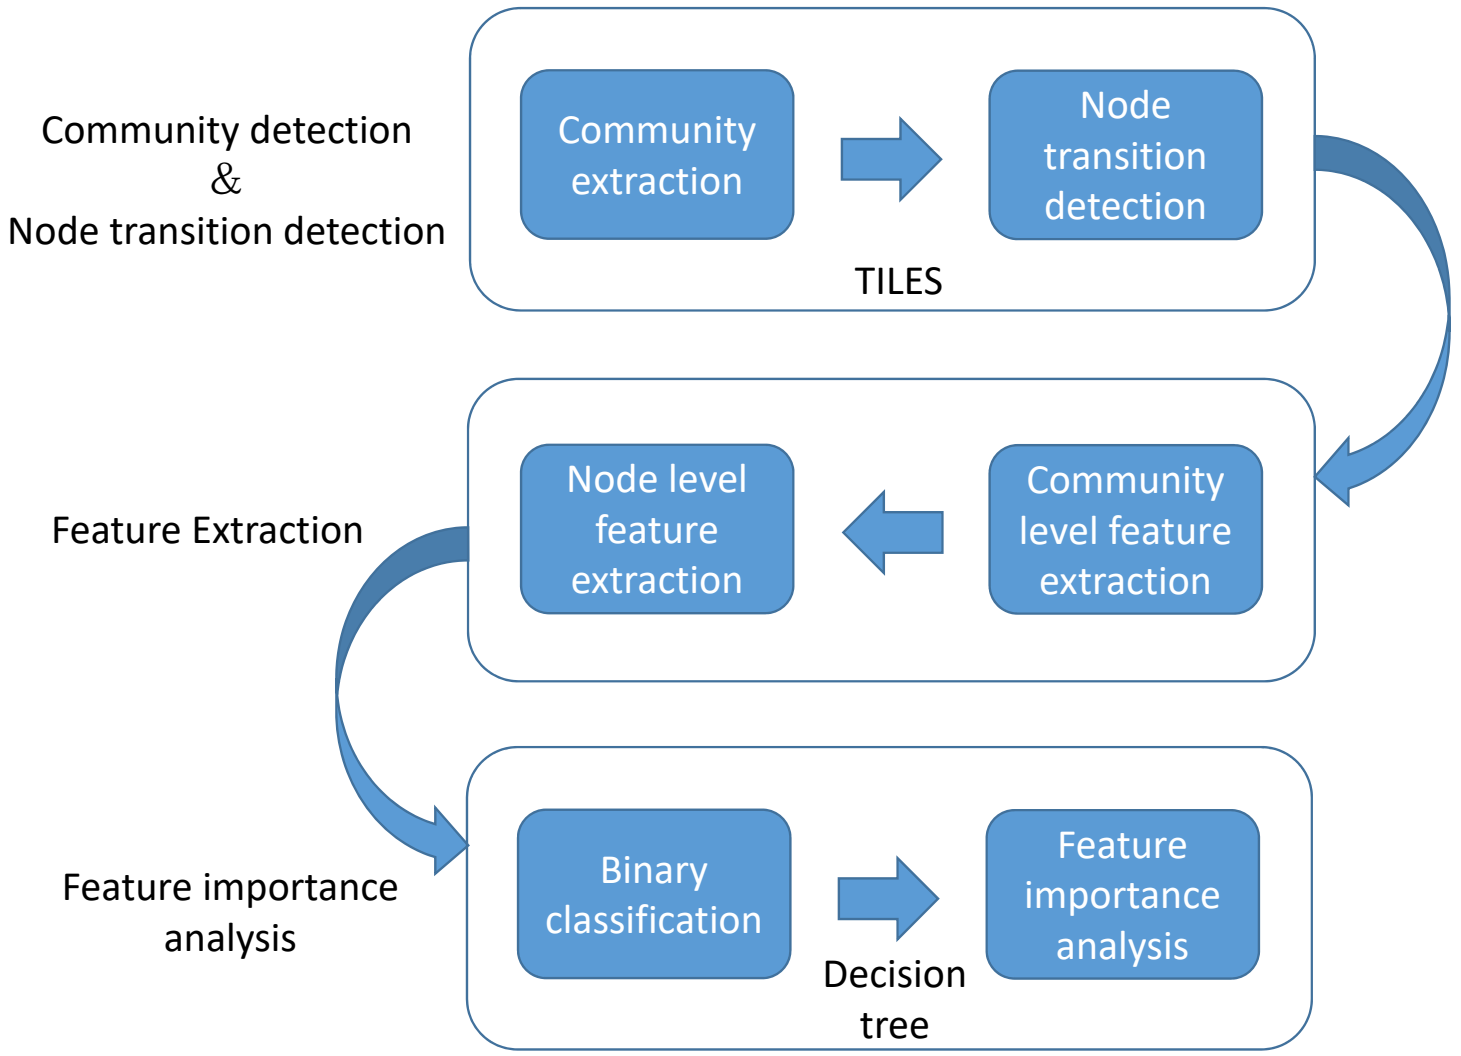 Community detection
&
Node transition detection
Community
extraction
Node
transition
detection
TILES
Feature Extraction
Node level
feature
extraction
Community
level feature
extraction
Feature importance
analysis
Binary
classification
Decision
tree
Feature
importance
analysis